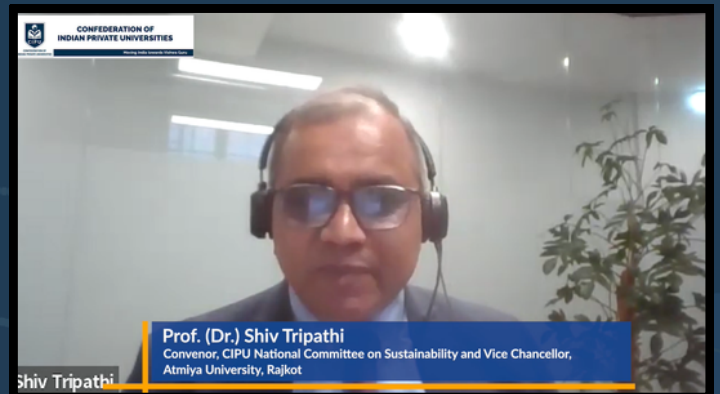 CONFEDERATION OF
INDIAN PRIVATE UNIVERSITIES
CIPU
Prof. (Dr.) Shiv Tripathi
Convenor, CIPU National Committee on Sustainability and Vice Chancellor,
Atmiya University, Rajkot
Shiv Tripathi